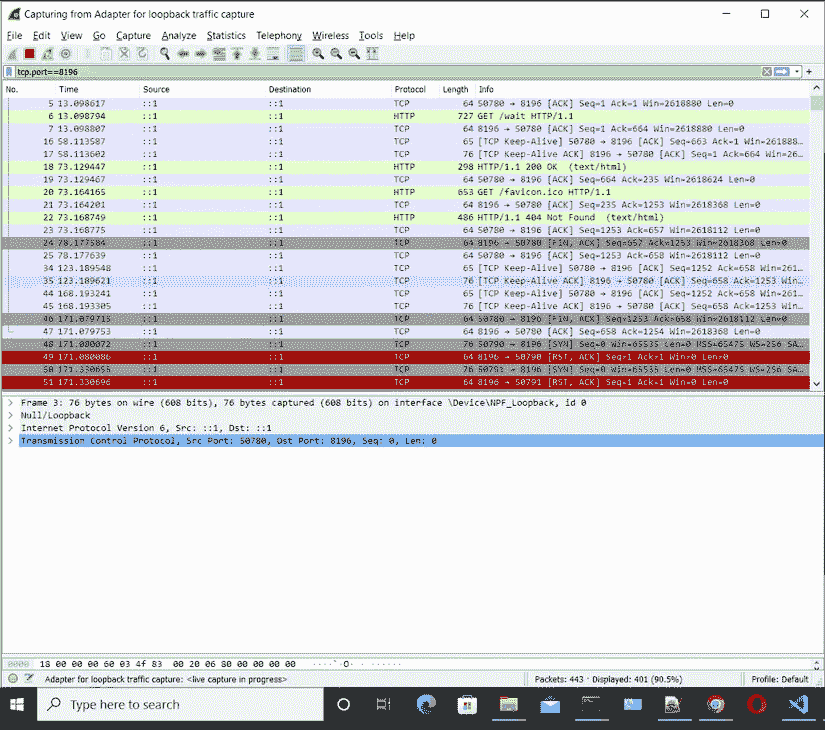 Capturing from Adapter for loopback traffic capture
File Edit View Go Capture Analyze Statistics Telephony Wireless Tools Help
tcp.port==8196
No. Time Source Destination Protocol Length Info
5 13.098617 ::1 ::1 TCP 64 50780 → 8196 [ACK] Seq=1 Ack=1 Win=2618880 Len=0
6 13.098794 ::1 ::1 HTTP 727 GET /wait HTTP/1.1
7 13.098807 ::1 ::1 TCP 64 8196 → 50780 [ACK] Seq=1 Ack=664 Win=2618880 Len=0
16 58.113587 ::1 ::1 TCP 65 [TCP Keep-Alive] 50780 → 8196 [ACK] Seq=663 Ack=1 Win=261888…
17 58.113602 ::1 ::1 TCP 76 [TCP Keep-Alive ACK] 8196 → 50780 [ACK] Seq=1 Ack=664 Win=26…
18 73.129447 ::1 ::1 HTTP 298 HTTP/1.1 200 OK (text/html)
19 73.129467 ::1 ::1 TCP 64 50780 → 8196 [ACK] Seq=664 Ack=235 Win=2618624 Len=0
20 73.164165 ::1 ::1 HTTP 653 GET /favicon.ico HTTP/1.1
21 73.164201 ::1 ::1 TCP 64 8196 → 50780 [ACK] Seq=235 Ack=1253 Win=2618368 Len=0
22 73.168749 ::1 ::1 HTTP 486 HTTP/1.1 404 Not Found (text/html)
23 73.168775 ::1 ::1 TCP 64 50780 → 8196 [ACK] Seq=1253 Ack=657 Win=2618112 Len=0
24 78.177584 ::1 ::1 TCP 64 8196 → 50780 [FIN, ACK] Seq=657 Ack=1253 Win=2618368 Len=0
25 78.177639 ::1 ::1 TCP 64 50780 → 8196 [ACK] Seq=1253 Ack=658 Win=2618112 Len=0
34 123.189548 ::1 ::1 TCP 65 [TCP Keep-Alive] 50780 → 8196 [ACK] Seq=1252 Ack=658 Win=261…
35 123.189621 ::1 ::1 TCP 76 [TCP Keep-Alive ACK] 8196 → 50780 [ACK] Seq=658 Ack=1253 Win…
44 168.193241 ::1 ::1 TCP 65 [TCP Keep-Alive] 50780 → 8196 [ACK] Seq=1252 Ack=658 Win=261…
45 168.193305 ::1 ::1 TCP 76 [TCP Keep-Alive ACK] 8196 → 50780 [ACK] Seq=658 Ack=1253 Win…
46 171.079715 ::1 ::1 TCP 64 50780 → 8196 [FIN, ACK] Seq=1253 Ack=658 Win=2618112 Len=0
47 171.079753 ::1 ::1 TCP 64 8196 → 50780 [ACK] Seq=658 Ack=1254 Win=2618368 Len=0
48 171.080072 ::1 ::1 TCP 76 50790 → 8196 [SYN] Seq=0 Win=65535 Len=0 MSS=65475 WS=256 SA…
49 171.080086 ::1 ::1 TCP 64 8196 → 50790 [RST, ACK] Seq=1 Ack=1 Win=0 Len=0
50 171.330655 ::1 ::1 TCP 76 50791 → 8196 [SYN] Seq=0 Win=65535 Len=0 MSS=65475 WS=256 SA…
51 171.330696 ::1 ::1 TCP 64 8196 → 50791 [RST, ACK] Seq=1 Ack=1 Win=0 Len=0
Frame 3: 76 bytes on wire (608 bits), 76 bytes captured (608 bits) on interface \Device\NPF_Loopback, id 0
Null/Loopback
Internet Protocol Version 6, Src: ::1, Dst: ::1
Transmission Control Protocol, Src Port: 50780, Dst Port: 8196, Seq: 0, Len: 0
0000 18 00 00 00 60 03 4f 83 00 20 06 80 00 00 00 00 ····`·O· · ······
Adapter for loopback traffic capture: <live capture in progress> Packets: 443 · Displayed: 401 (90.5%) Profile: Default
Type here to search